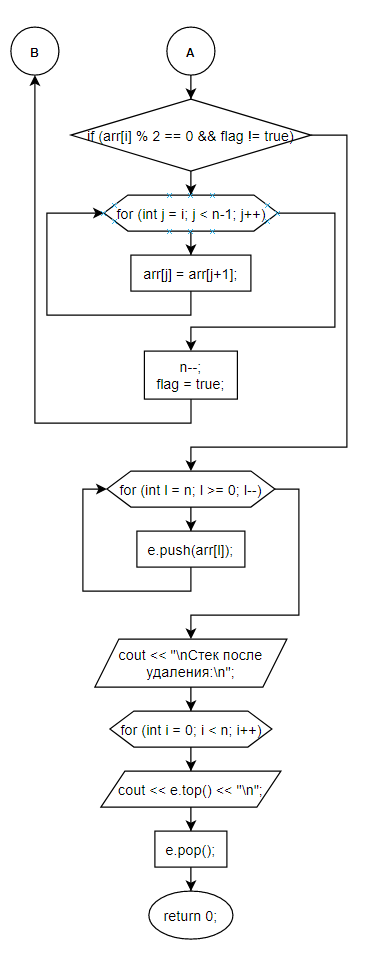 B
A
if (arr[i] % 2 == 0 && flag != true)
for (int j = i; j < n-1; j++)
arr[j] = arr[j+1];
n--;
flag = true;
for (int l = n; l >= 0; l--)
e.push(arr[l]);
cout << "\nСтек после
удаления:\n";
for (int i = 0; i < n; i++)
cout << e.top() << "\n";
e.pop();
return 0;